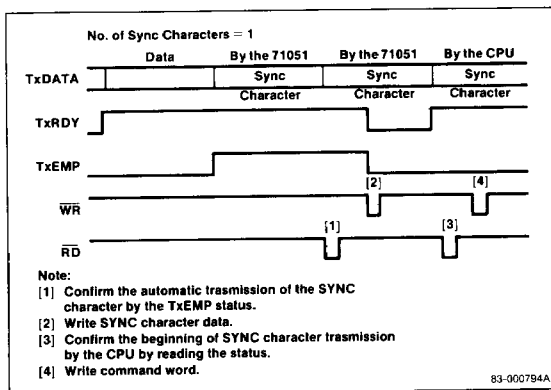 No. of Sync Characters = 1
Data By the 71051 By the 71051 By the CPU
TxDATA Sync Sync Sync
Character Character Character
TxRDY
TxEMP
[2] [4]
WR
[1] [3]
RD
Note:
[1] Confirm the automatic trasmission of the SYNC
character by the TxEMP status.
[2] Write SYNC character data.
[3] Confirm the beginning of SYNC character trasmission
by the CPU by reading the status.
[4] Write command word.
83-000794A